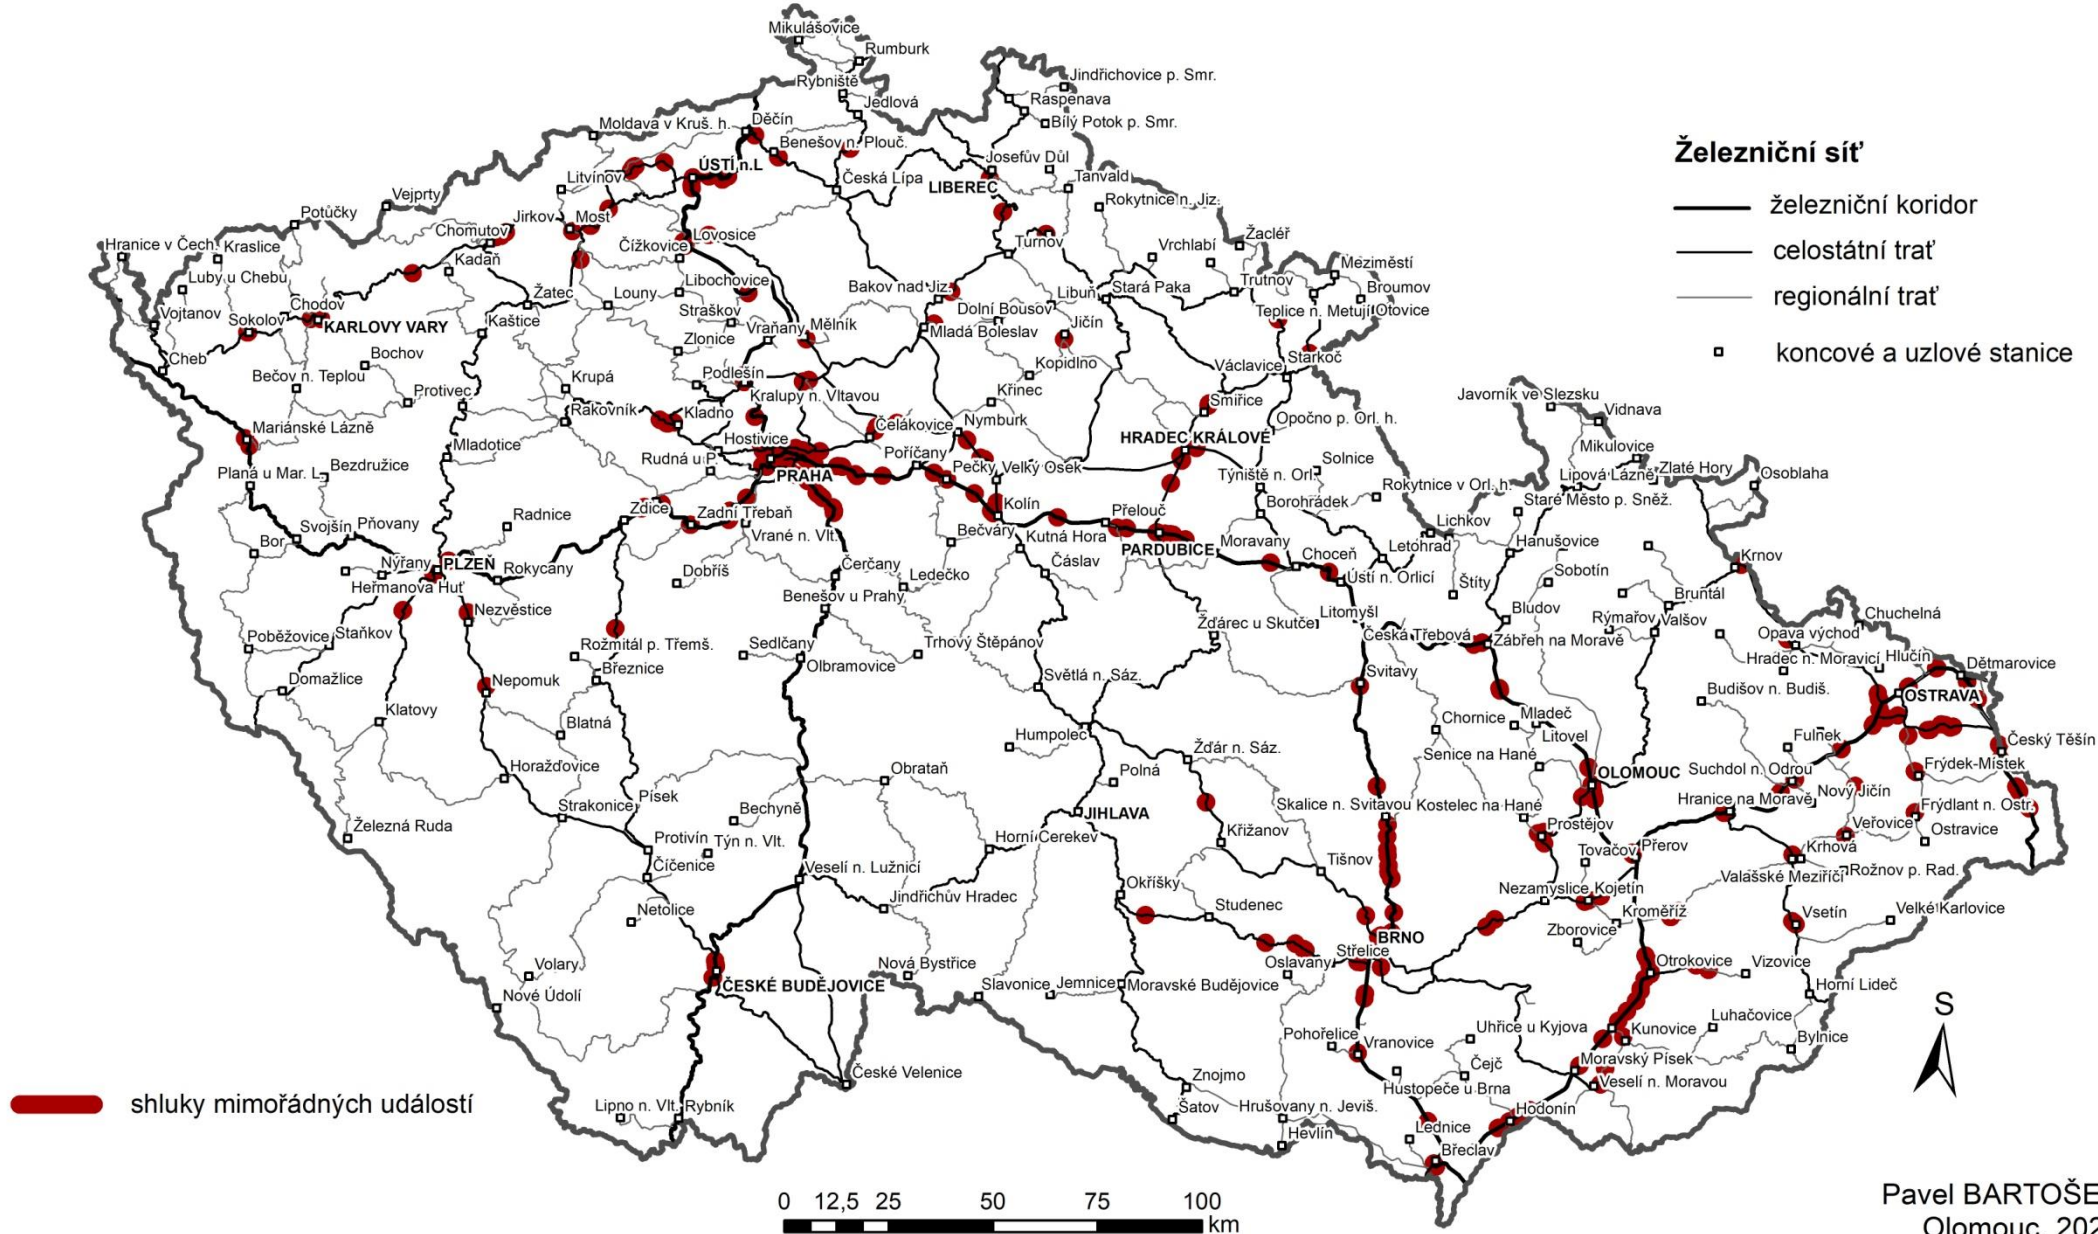 Mikulášovice
Rumburk
Rybniště
Jindřichovice p. Smr.
Jedlová
Raspenava
Moldava v Kruš. h.
Děčín
Bílý Potok p. Smr.
Benešov n. Plouč.
Železniční síť
ÚSTÍ n.L
Josefův Důl
Litvínov
Česká Lípa
LIBEREC
Tanvald
Vejprty
Rokytnice n. Jiz.
železniční koridor
Potůčky
Jirkov
Most
Chomutov
Lovosice
Hranice v Čech.
Kraslice
Čížkovice
Turnov
Vrchlabí
Žacléř
celostátní trať
Kadaň
Luby u Chebu
Libochovice
Bakov nad Jiz.
Libuň
Stará Paka
Trutnov
Meziměstí
Broumov
regionální trať
Chodov
Žatec
Louny
Vojtanov
Sokolov
KARLOVY VARY
Kaštice
Straškov
Vraňany
Mělník
Dolní Bousov
Mladá Boleslav
Jičín
Teplice n. Metují
Otovice
Zlonice
Cheb
Bochov
Kopidlno
Václavice
Starkoč
koncové a uzlové stanice
Bečov n. Teplou
Krupá
Podlešín
Protivec
Kralupy n. Vltavou
Křinec
Rakovník
Kladno
Smiřice
Javorník ve Slezsku
Vidnava
Mariánské Lázně
Čelákovice
Nymburk
Opočno p. Orl. h.
Mladotice
Hostivice
HRADEC KRÁLOVÉ
Mikulovice
Planá u Mar. L.
Bezdružice
Rudná u P.
PRAHA
Poříčany
Pečky
Velký Osek
Solnice
Týniště n. Orl.
Lipová Lázně
Zlaté Hory
Osoblaha
Rokytnice v Orl. h.
Staré Město p. Sněž.
Svojšín
Pňovany
Radnice
Zdice
Zadní Třebaň
Kolín
Přelouč
Borohrádek
Lichkov
Bor
Vrané n. Vlt.
Bečváry
Kutná Hora
PARDUBICE
Moravany
Choceň
Letohrad
Hanušovice
Krnov
Nýřany
PLZEŇ
Rokycany
Čerčany
Čáslav
Ústí n. Orlicí
Heřmanova Huť
Dobříš
Ledečko
Štíty
Sobotín
Nezvěstice
Benešov u Prahy
Litomyšl
Bludov
Rýmařov
Bruntál
Valšov
Chuchelná
Poběžovice
Staňkov
Rožmitál p. Třemš.
Sedlčany
Trhový Štěpánov
Žďárec u Skutče
Česká Třebová
Zábřeh na Moravě
Opava východ
Březnice
Olbramovice
Hradec n. Moravicí
Hlučín
Dětmarovice
Domažlice
Nepomuk
Světlá n. Sáz.
Svitavy
Budišov n. Budiš.
OSTRAVA
Klatovy
Blatná
Chornice
Mladeč
Humpolec
Litovel
Fulnek
Český Těšín
Horažďovice
Obrataň
Žďár n. Sáz.
Polná
Senice na Hané
OLOMOUC
Suchdol n. Odrou
Frýdek-Místek
Strakonice
Písek
Bechyně
JIHLAVA
Skalice n. Svitavou
Kostelec na Hané
Hranice na Moravě
Nový Jičín
Frýdlant n. Ostr.
Železná Ruda
Protivín
Týn n. Vlt.
Horní Cerekev
Křižanov
Prostějov
Veřovice
Ostravice
Číčenice
Veselí n. Lužnicí
Tišnov
Tovačov
Přerov
Krhová
Valašské Meziříčí
Rožnov p. Rad.
Jindřichův Hradec
Okříšky
Netolice
Studenec
Nezamyslice
Kojetín
Kroměříž
Vsetín
Velké Karlovice
Zborovice
BRNO
Střelice
Volary
Nová Bystřice
Oslavany
Otrokovice
Vizovice
ČESKÉ BUDĚJOVICE
Slavonice
Jemnice
Moravské Budějovice
Horní Lideč
Nové Údolí
S
Pohořelice
Vranovice
Uhřice u Kyjova
Kunovice
Luhačovice
Bylnice
České Velenice
Znojmo
Čejč
Moravský Písek
Hustopeče u Brna
Veselí n. Moravou
shluky mimořádných událostí
Lipno n. Vlt.
Rybník
Šatov
Hrušovany n. Jeviš.
Hodonín
Hevlín
Lednice
Břeclav
0 12,5 25 50 75 100
km
Pavel BARTOŠE
Olomouc, 202